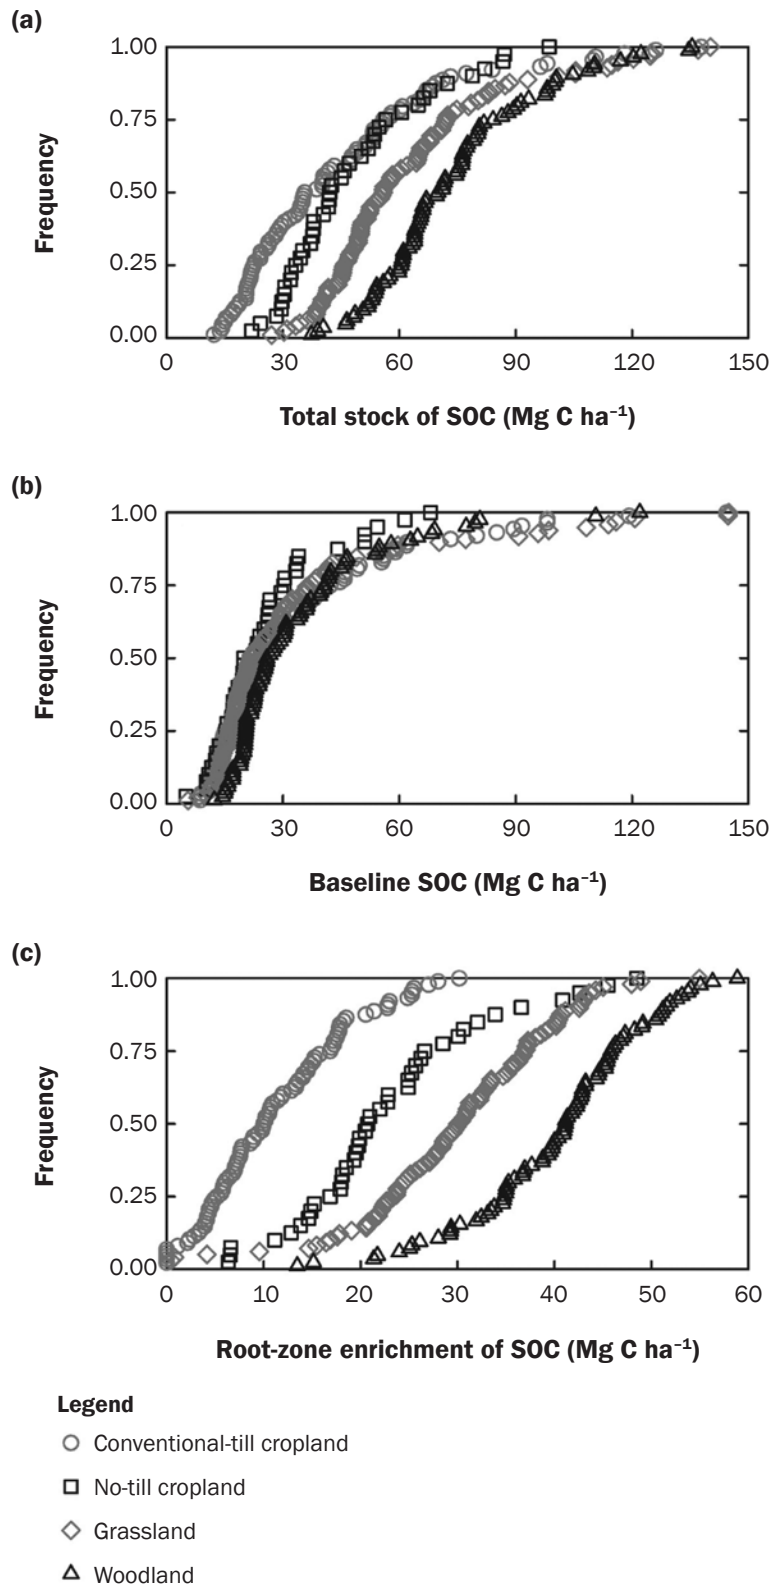 (a)
1.00
0.75
0.50
0.25
0.00
Frequency
0 30 60 90 120 150
Total stock of SOC (Mg C ha⁻¹)
(b)
1.00
0.75
0.50
0.25
0.00
Frequency
0 30 60 90 120 150
Baseline SOC (Mg C ha⁻¹)
(c)
1.00
0.75
0.50
0.25
0.00
Frequency
0 10 20 30 40 50 60
Root-zone enrichment of SOC (Mg C ha⁻¹)
Legend
Conventional-till cropland
No-till cropland
Grassland
Woodland